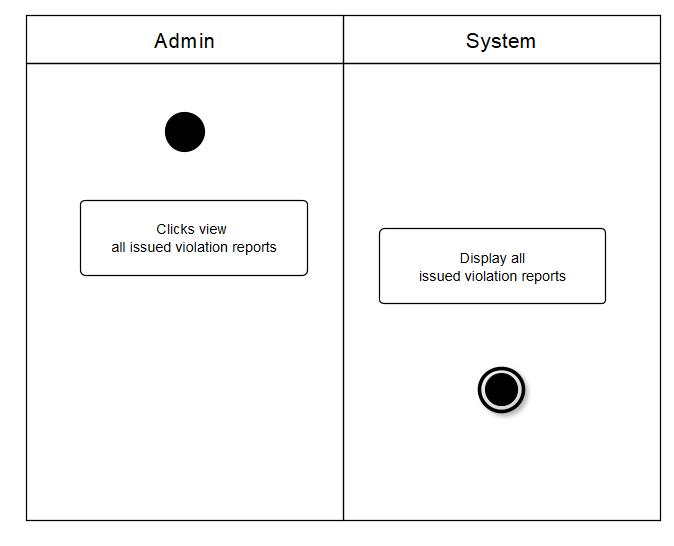 Admin
System
Clicks view
all issued violation reports
Display all
issued violation reports